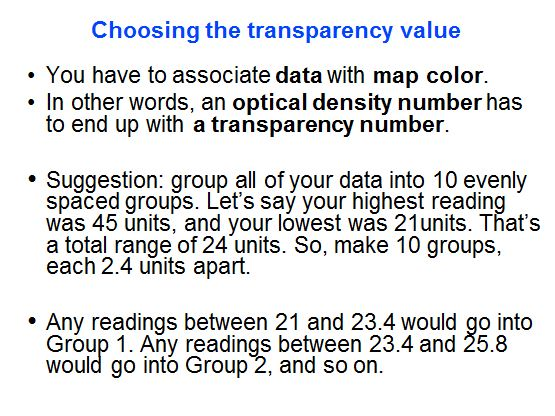 Choosing the transparency value
• You have to associate data with map color.
• In other words, an optical density number has
to end up with a transparency number.
• Suggestion: group all of your data into 10 evenly
spaced groups. Let’s say your highest reading
was 45 units, and your lowest was 21units. That’s
a total range of 24 units. So, make 10 groups,
each 2.4 units apart.
• Any readings between 21 and 23.4 would go into
Group 1. Any readings between 23.4 and 25.8
would go into Group 2, and so on.